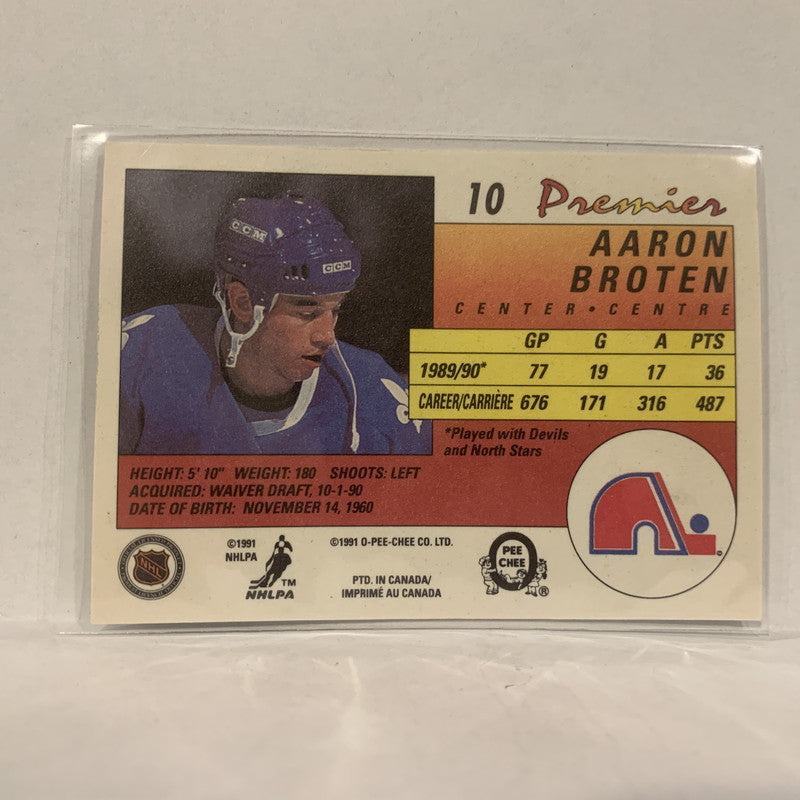 10 Premier
AARON
BROTEN
CENTER • CENTRE
GP G A PTS
1989/90* 77 19 17 36
CAREER/CARRIÈRE 676 171 316 487
*Played with Devils
and North Stars
CCM
CCM
HEIGHT: 5' 10" WEIGHT: 180 SHOOTS: LEFT
ACQUIRED: WAIVER DRAFT, 10-1-90
DATE OF BIRTH: NOVEMBER 14, 1960
NHL
©1991
NHLPA
TM
NHLPA
©1991 O-PEE-CHEE CO. LTD.
PTD. IN CANADA/
IMPRIMÉ AU CANADA
O
PEE
CHEE
®